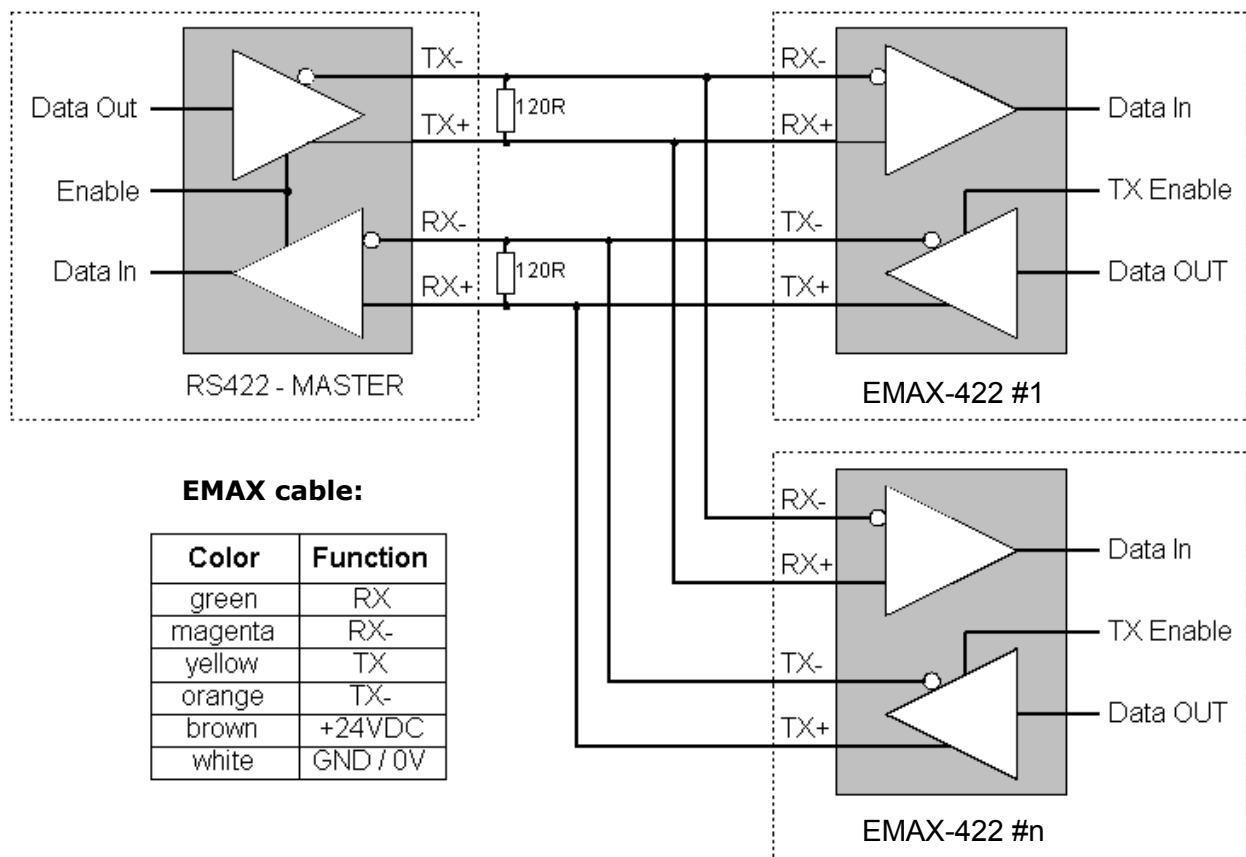 TX- RX-
Data Out 120R Data In
TX+ RX+
Enable TX Enable
RX- TX-
Data In 120R Data OUT
RX+ TX+
RS422 - MASTER
EMAX-422 #1
EMAX cable:
Color Function
green RX
magenta RX-
yellow TX
orange TX-
brown +24VDC
white GND / 0V
RX-
Data In
RX+
TX Enable
TX-
Data OUT
TX+
EMAX-422 #n